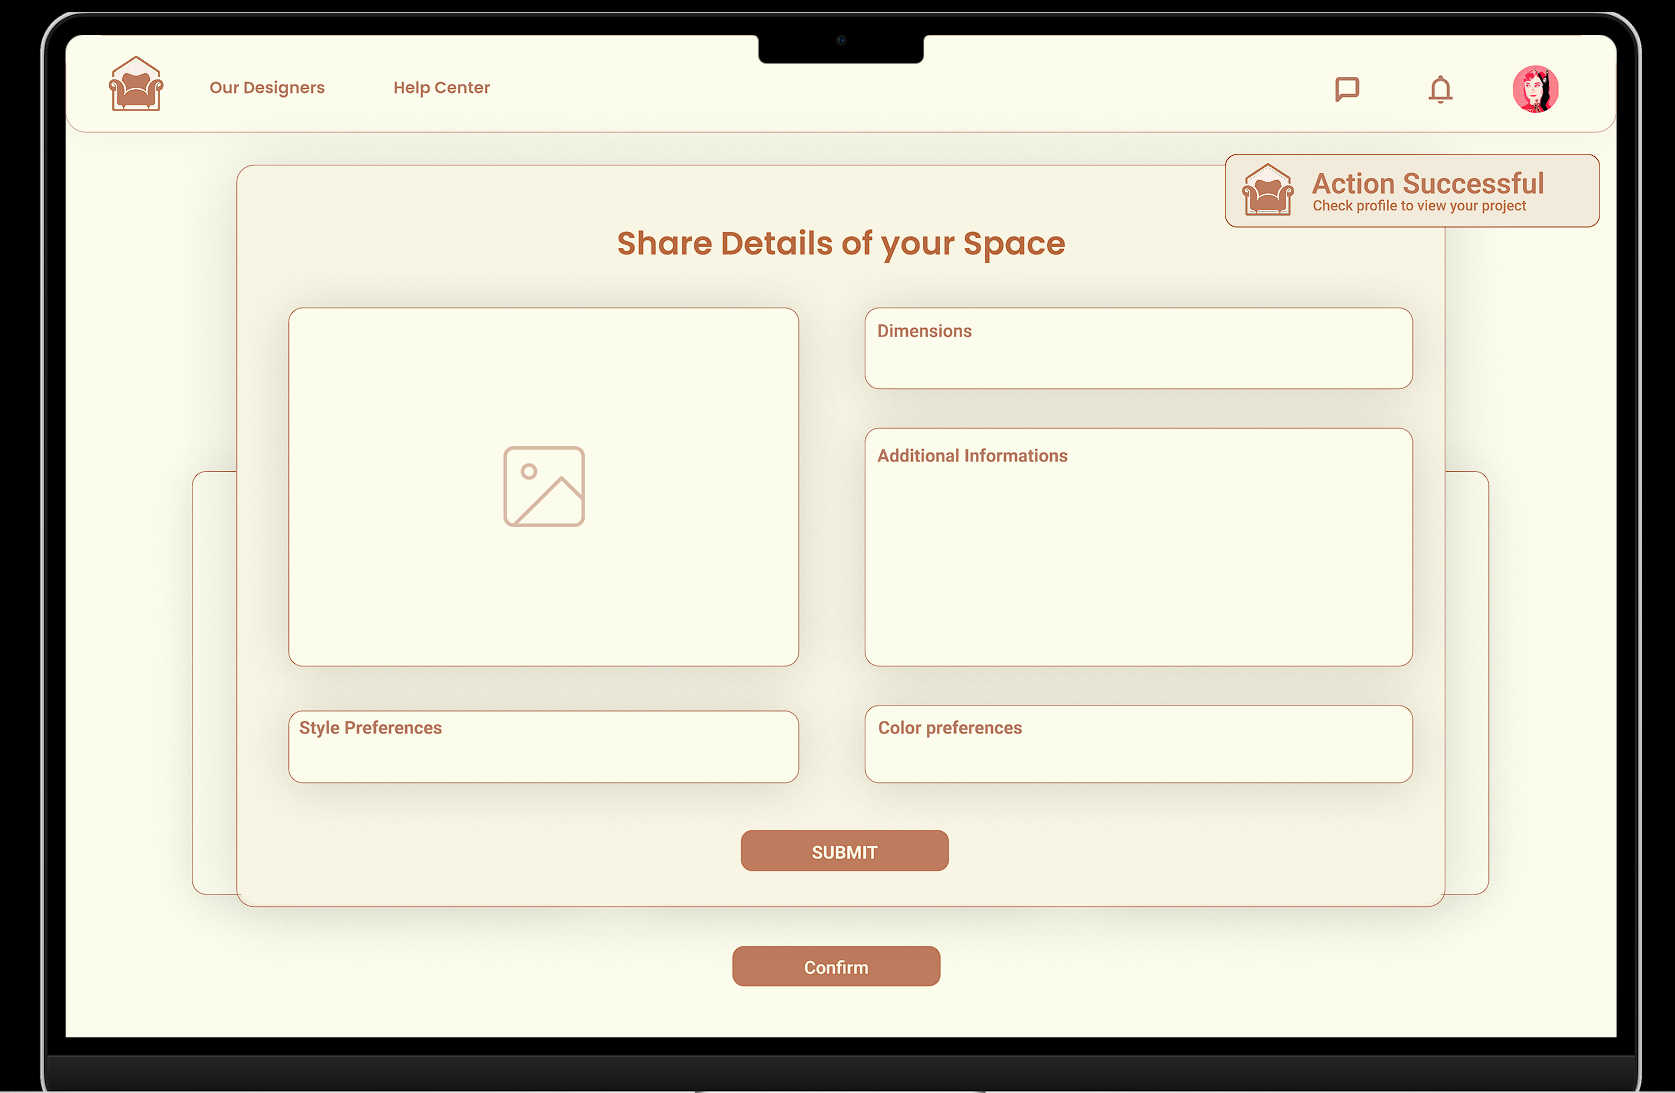 Our Designers
Help Center
Action Successful
Check profile to view your project
Share Details of your Space
Dimensions
Additional Informations
Style Preferences
Color preferences
SUBMIT
Confirm